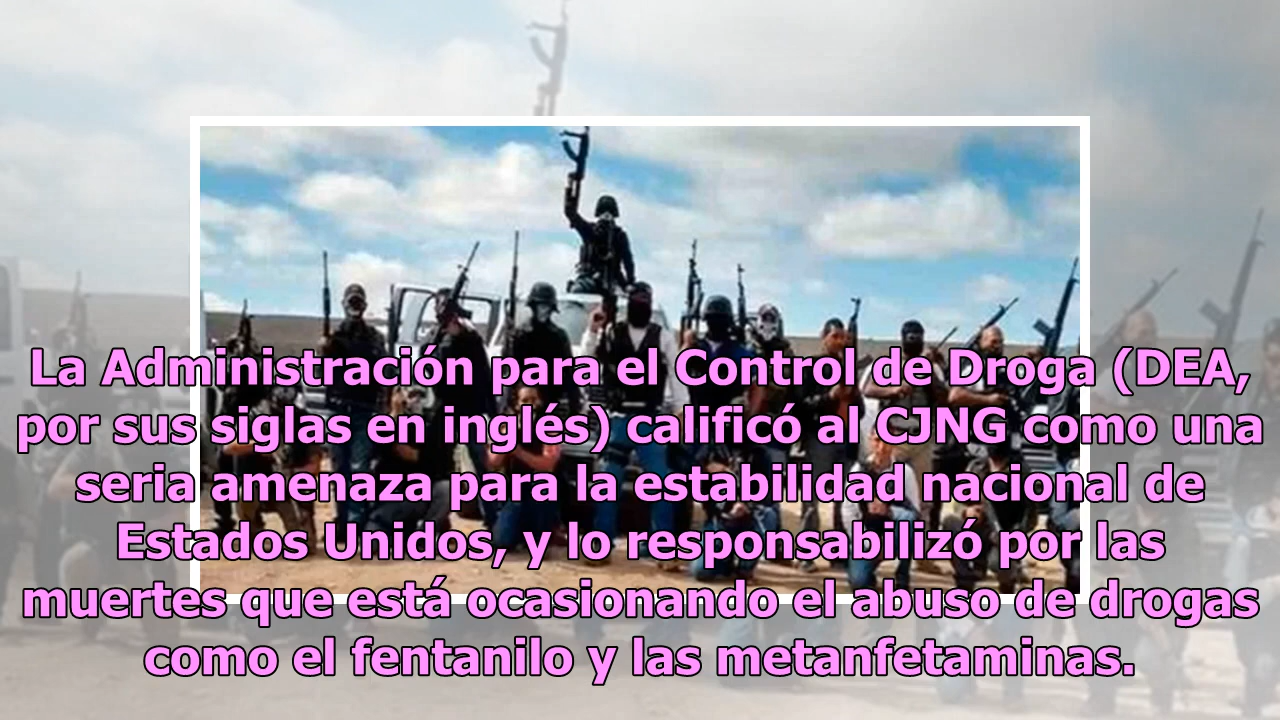 La Administración para el Control de Droga (DEA,
por sus siglas en inglés) calificó al CJNG como una
seria amenaza para la estabilidad nacional de
Estados Unidos, y lo responsabilizó por las
muertes que está ocasionando el abuso de drogas
como el fentanilo y las metanfetaminas.